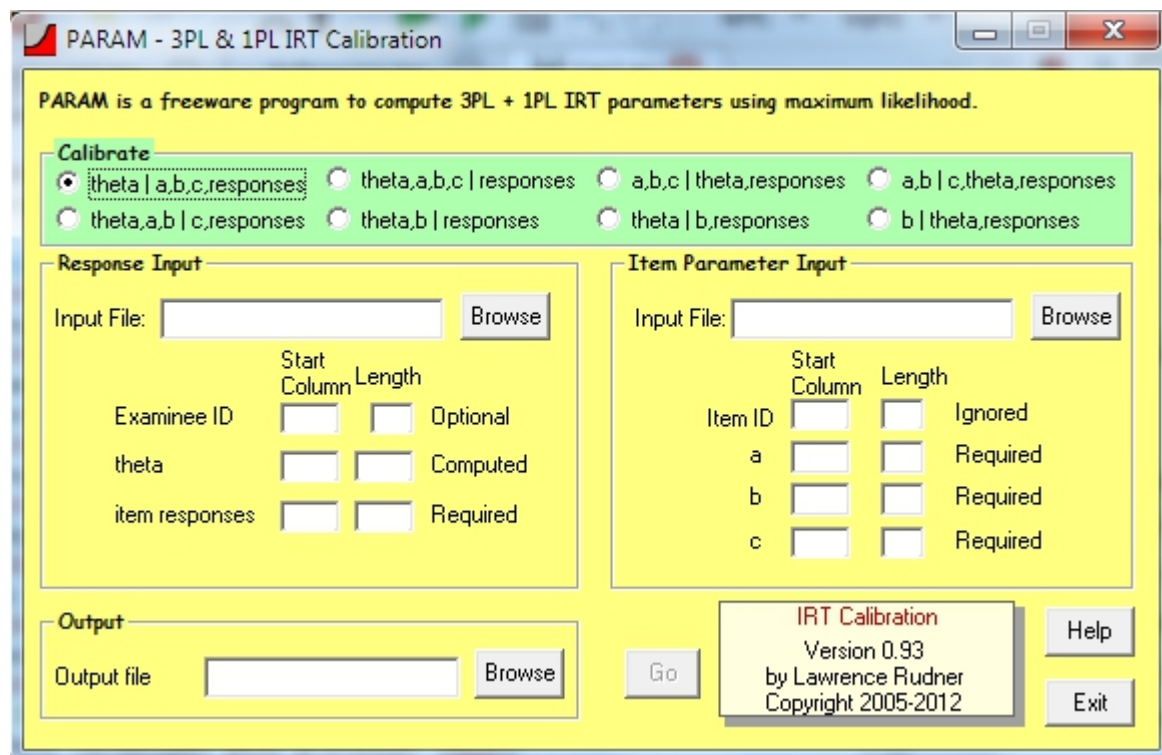 PARAM - 3PL & 1PL IRT Calibration
PARAM is a freeware program to compute 3PL + 1PL IRT parameters using maximum likelihood.
Calibrate
theta | a,b,c,responses theta,a,b,c | responses a,b,c | theta,responses a,b | c,theta,responses
theta,a,b | c,responses theta,b | responses theta | b,responses b | theta,responses
Response Input
Input File: Browse
Start
Column Length
Examinee ID Optional
theta Computed
item responses Required
Item Parameter Input
Input File: Browse
Start
Column Length
Item ID Ignored
a Required
b Required
c Required
Output
Output file Browse
Go
IRT Calibration
Version 0.93
by Lawrence Rudner
Copyright 2005-2012
Help
Exit